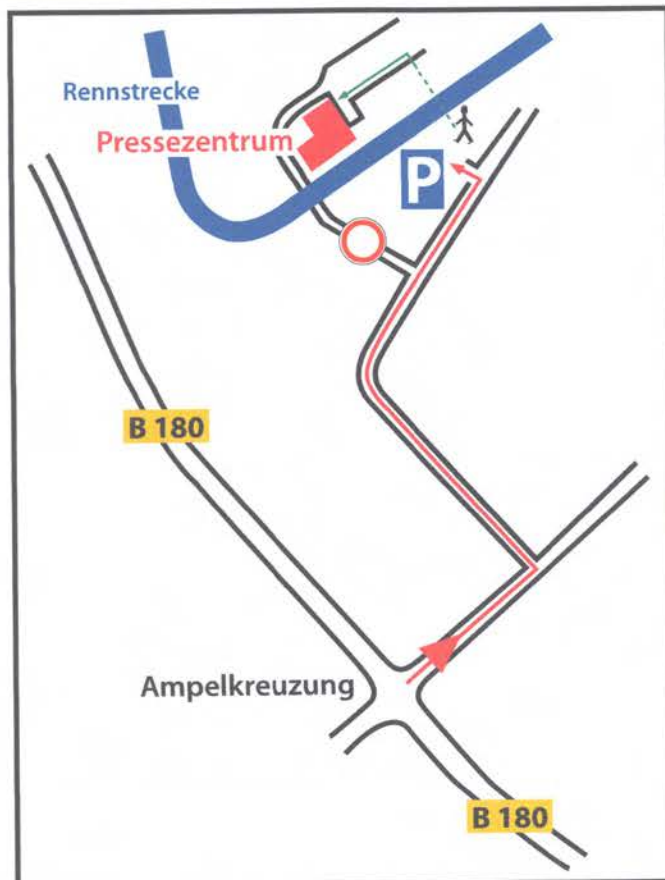 Rennstrecke
Pressezentrum
P
B 180
Ampelkreuzung
B 180